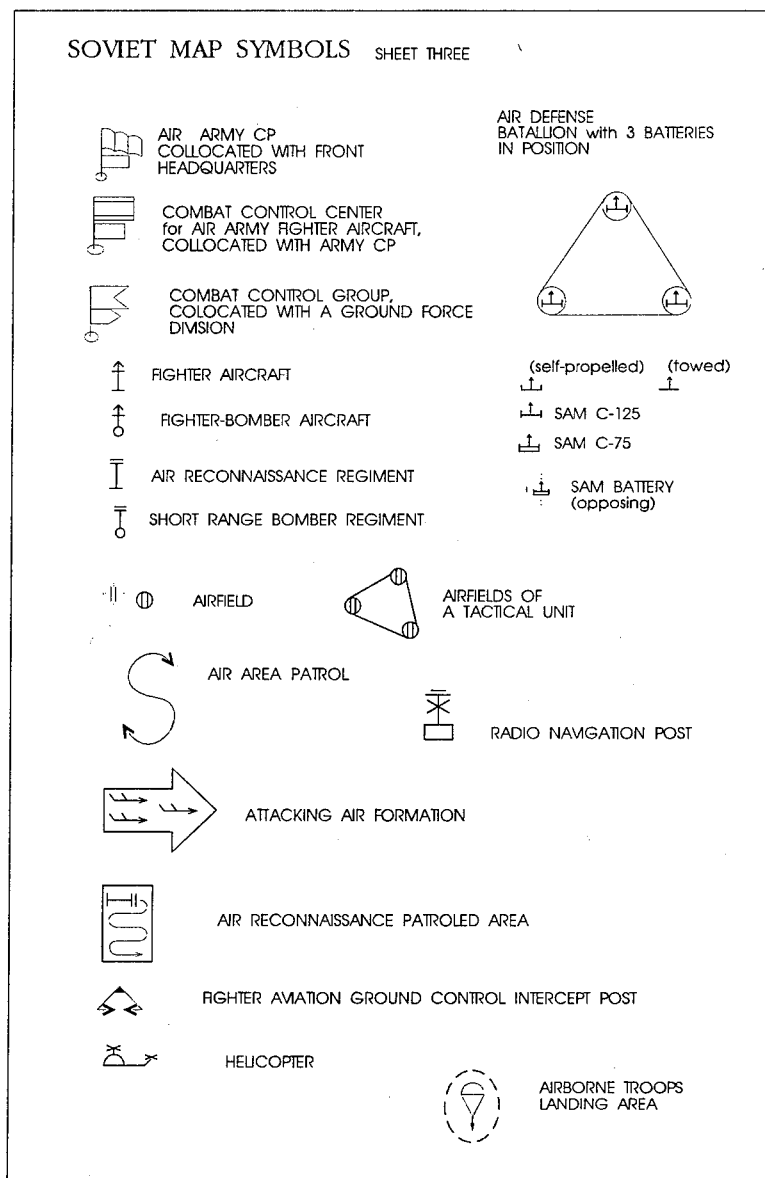 SOVIET MAP SYMBOLS SHEET THREE
AIR ARMY CP
COLLOCATED WITH FRONT
HEADQUARTERS
AIR DEFENSE
BATALLION with 3 BATTERIES
IN POSITION
COMBAT CONTROL CENTER
for AIR ARMY FIGHTER AIRCRAFT,
COLLOCATED WITH ARMY CP
COMBAT CONTROL GROUP,
COLOCATED WITH A GROUND FORCE
DIVISION
(self-propelled) (towed)
FIGHTER AIRCRAFT
SAM C-125
FIGHTER-BOMBER AIRCRAFT
SAM C-75
AIR RECONNAISSANCE REGIMENT
SAM BATTERY
(opposing)
SHORT RANGE BOMBER REGIMENT
AIRFIELD
AIRFIELDS OF
A TACTICAL UNIT
AIR AREA PATROL
RADIO NAVIGATION POST
ATTACKING AIR FORMATION
AIR RECONNAISSANCE PATROLED AREA
FIGHTER AVIATION GROUND CONTROL INTERCEPT POST
HELICOPTER
AIRBORNE TROOPS
LANDING AREA